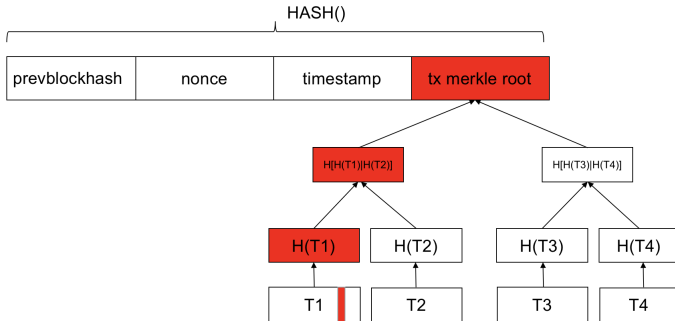 HASH()
prevblockhash nonce timestamp tx merkle root
H[H(T1)|H(T2)] H[H(T3)|H(T4)]
H(T1) H(T2) H(T3) H(T4)
T1 T2 T3 T4